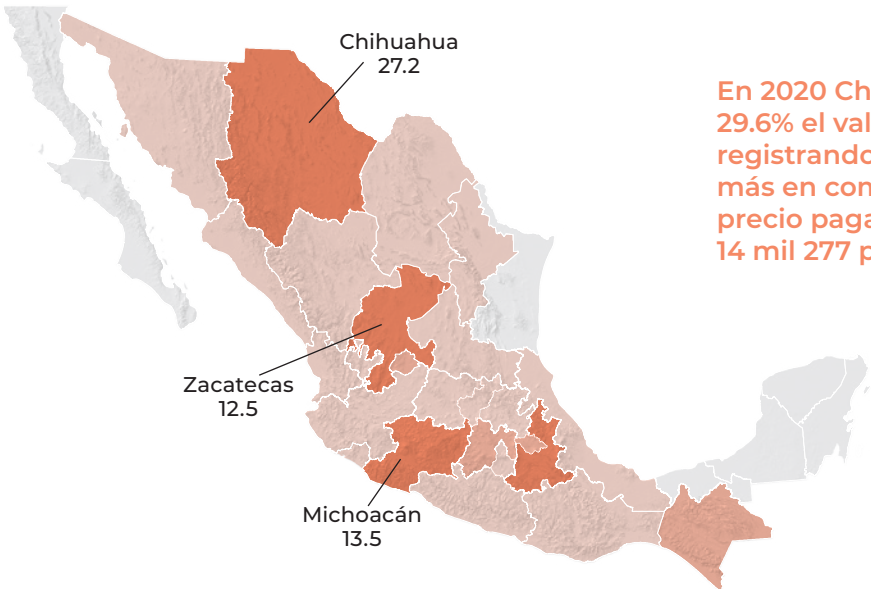 Chihuahua
27.2
En 2020 Ch
29.6% el val
registrando
más en con
precio paga
14 mil 277 p
Zacatecas
12.5
Michoacán
13.5